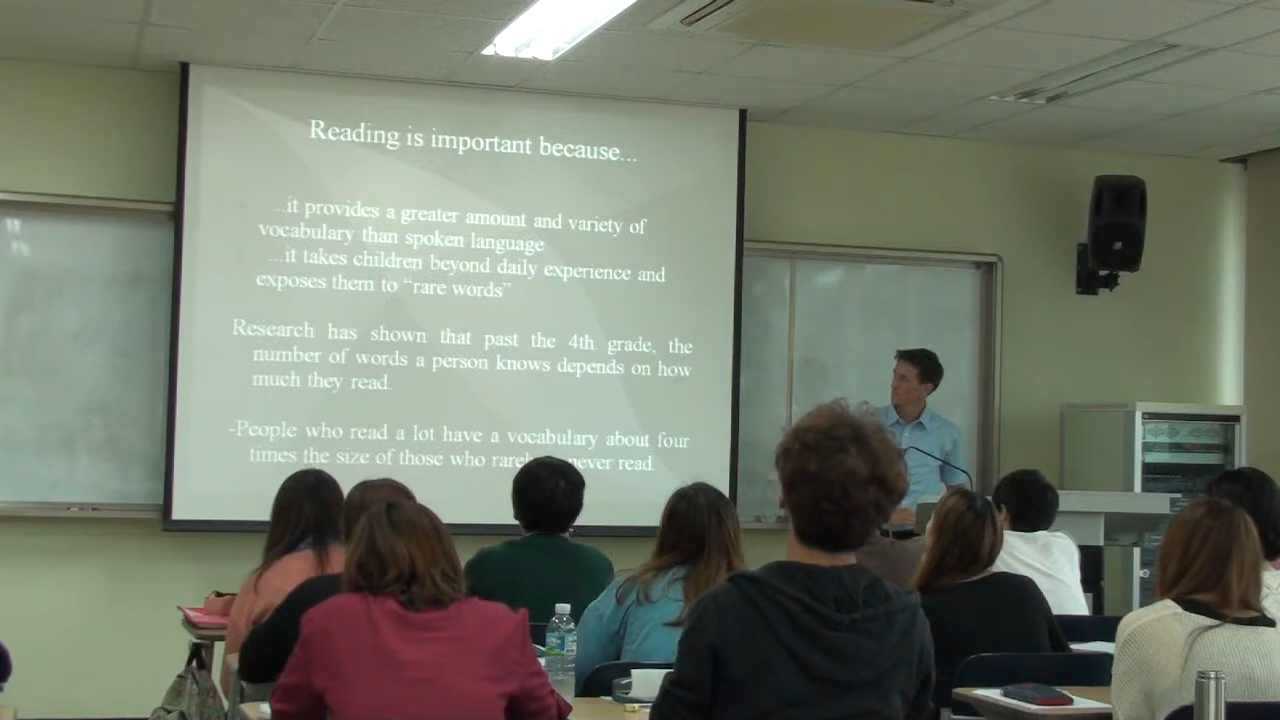 Reading is important because...
...it provides a greater amount and variety of
vocabulary than spoken language
...it takes children beyond daily experience and
exposes them to “rare words”
Research has shown that past the 4th grade, the
number of words a person knows depends on how
much they read.
-People who read a lot have a vocabulary about four
times the size of those who rarely never read.